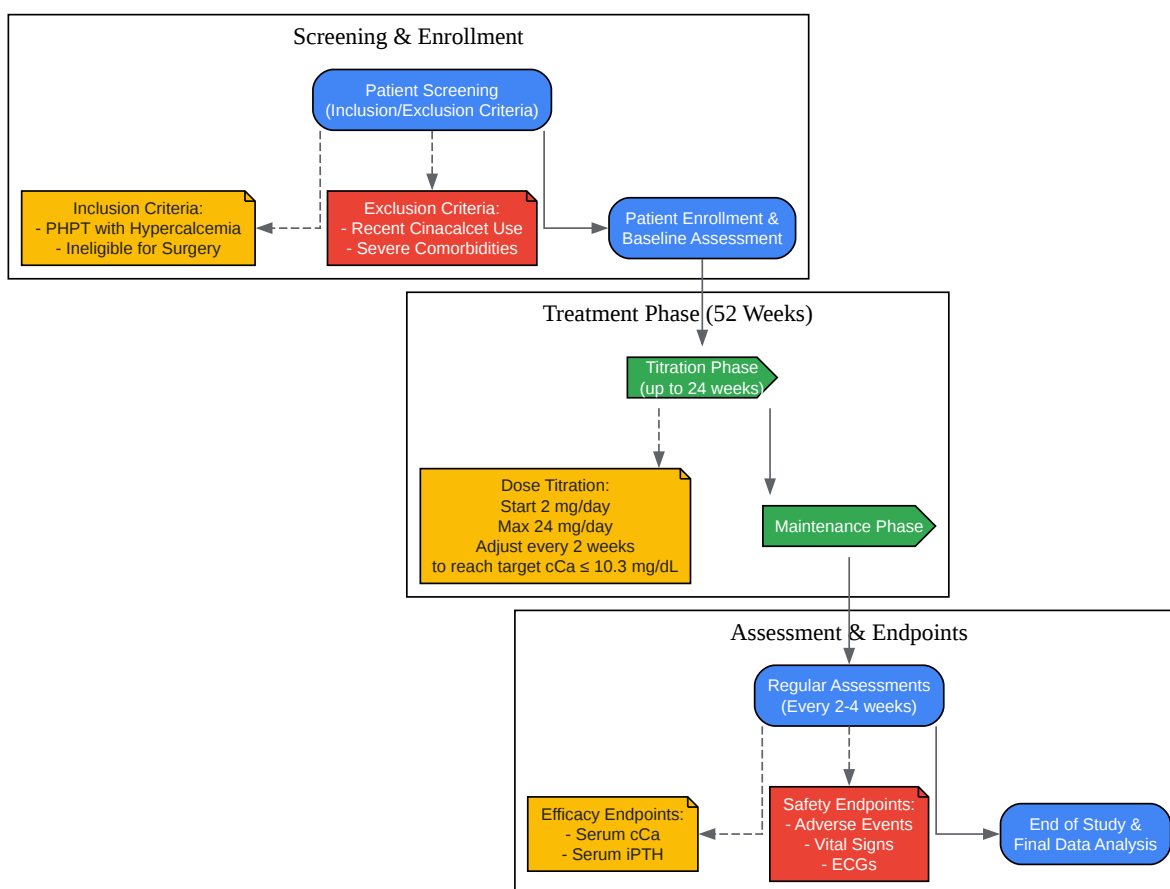 Screening & Enrollment
Patient Screening
(Inclusion/Exclusion Criteria)
Inclusion Criteria:
- PHPT with Hypercalcemia
- Ineligible for Surgery
Exclusion Criteria:
- Recent Cinacalcet Use
- Severe Comorbidities
Patient Enrollment &
Baseline Assessment
Treatment Phase (52 Weeks)
Titration Phase
(up to 24 weeks)
Dose Titration:
Start 2 mg/day
Max 24 mg/day
Adjust every 2 weeks
to reach target cCa ≤ 10.3 mg/dL
Maintenance Phase
Assessment & Endpoints
Regular Assessments
(Every 2-4 weeks)
Efficacy Endpoints:
- Serum cCa
- Serum iPTH
Safety Endpoints:
- Adverse Events
- Vital Signs
- ECGs
End of Study &
Final Data Analysis